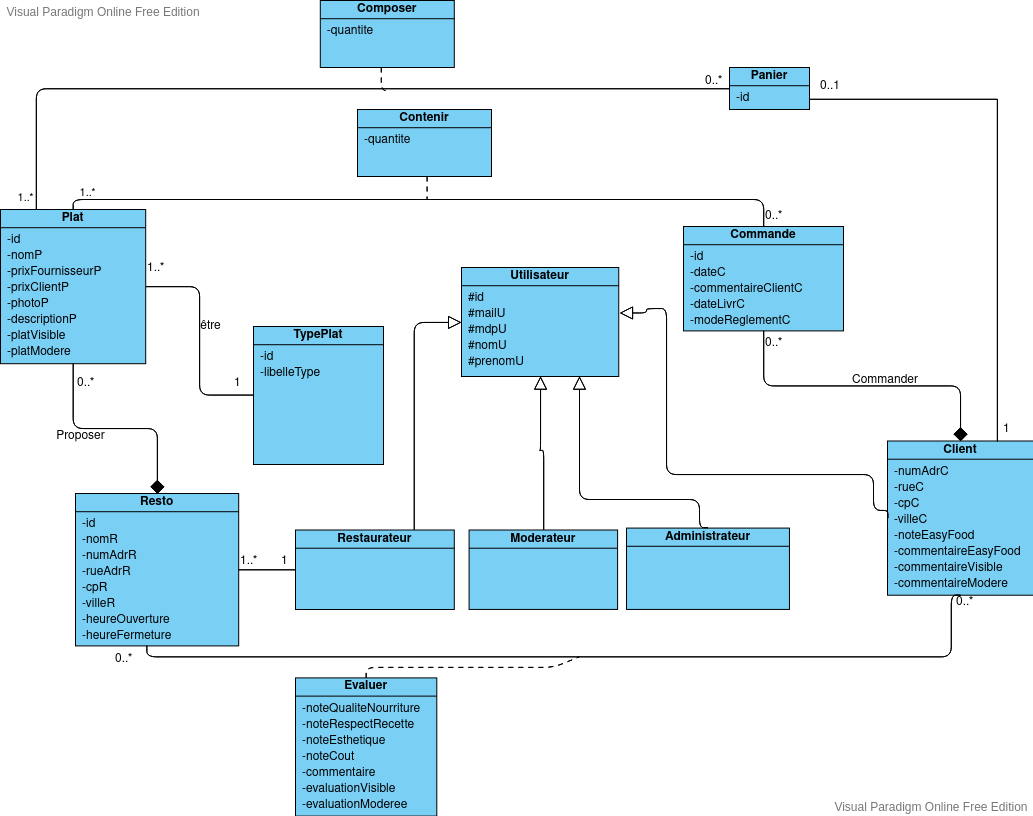 Visual Paradigm Online Free Edition
Composer
-quantite
0..*
Panier
-id
0..1
Contenir
-quantite
1..*
1..*
0..*
Plat
-id
-nomP
-prixFournisseurP
-prixClientP
-photoP
-descriptionP
-platVisible
-platModere
1..*
être
1
0..*
Proposer
TypePlat
-id
-libelleType
Utilisateur
#id
#mailU
#mdpU
#nomU
#prenomU
Commande
-id
-dateC
-commentaireClientC
-dateLivrC
-modeReglementC
0..*
Commander
1
Client
-numAdrC
-rueC
-cpC
-villeC
-noteEasyFood
-commentaireEasyFood
-commentaireVisible
-commentaireModere
0..*
Resto
-id
-nomR
-numAdrR
-rueAdrR
-cpR
-villeR
-heureOuverture
-heureFermeture
1..*
1
0..*
Restaurateur
Moderateur
Administrateur
Evaluer
-noteQualiteNourriture
-noteRespectRecette
-noteEsthetique
-noteCout
-commentaire
-evaluationVisible
-evaluationModeree
Visual Paradigm Online Free Edition